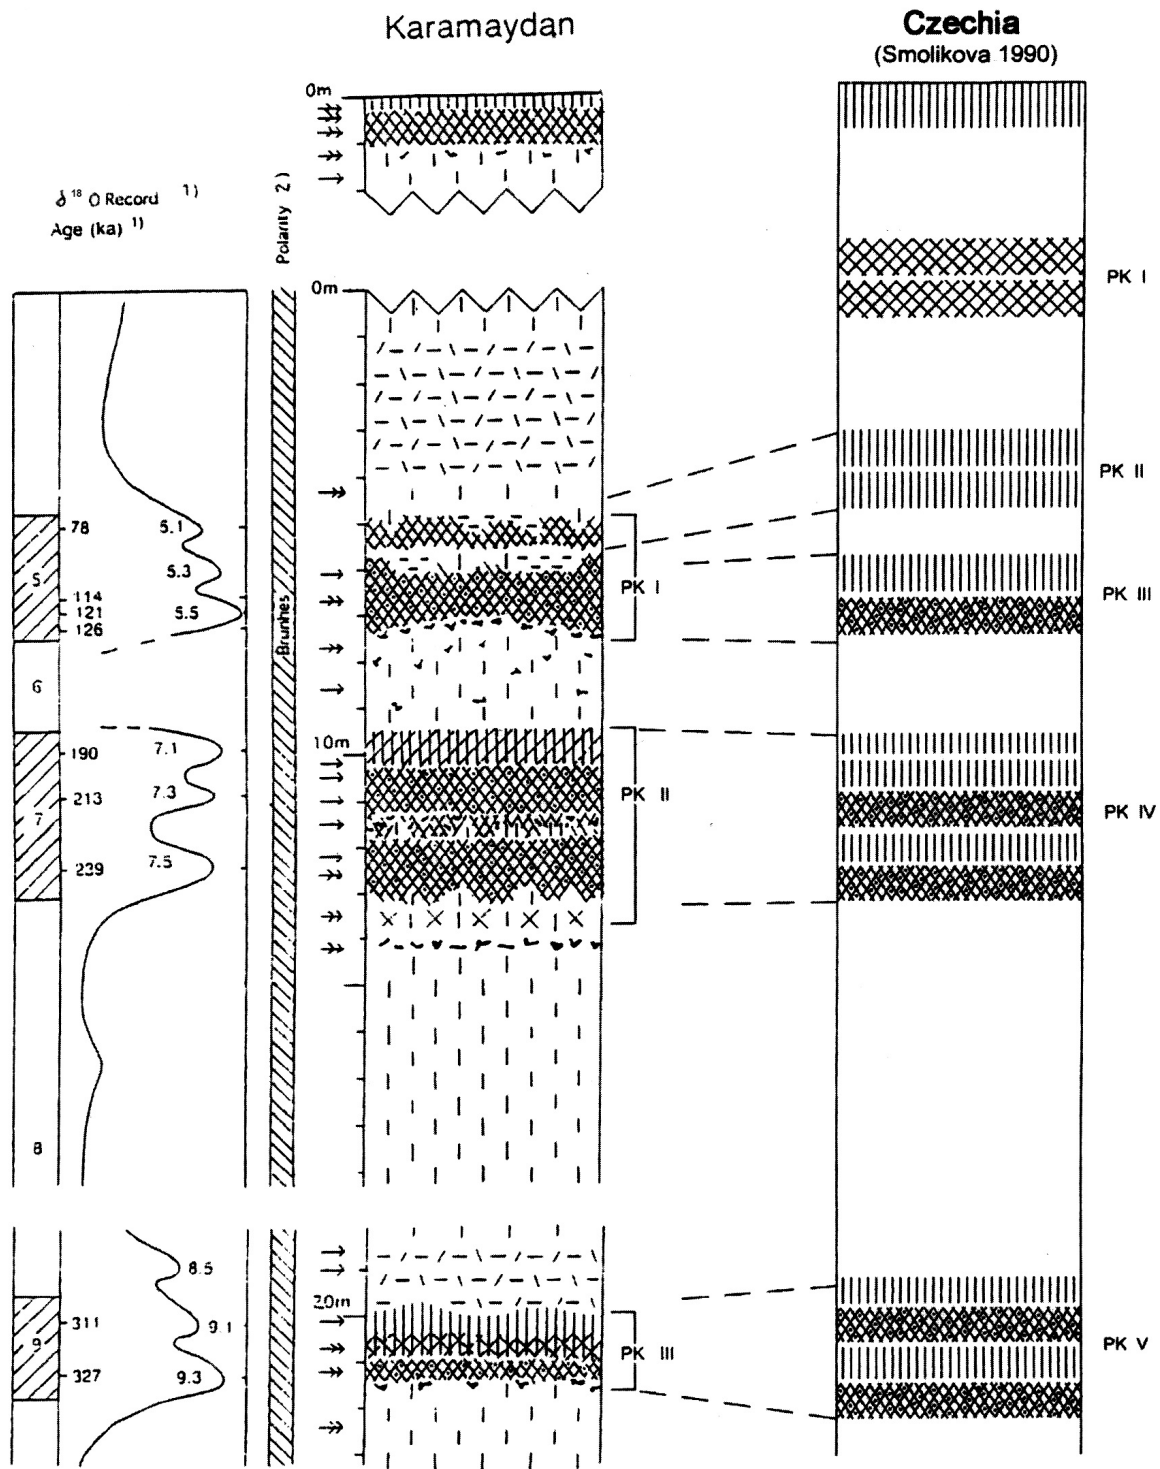 Karamaydan
Czechia
(Smolikova 1990)
δ 18 O Record 1)
Age (ka) 1)
Polarity 2)
0m
PK I
0m
PK II
78
5.1
5
5.3
PK I
PK III
114
121
5.5
126
Brunhes
6
190
7.1
10m
213
7.3
PK II
7
PK IV
239
7.5
8
8.5
20m
311
9.1
9
PK III
PK V
327
9.3